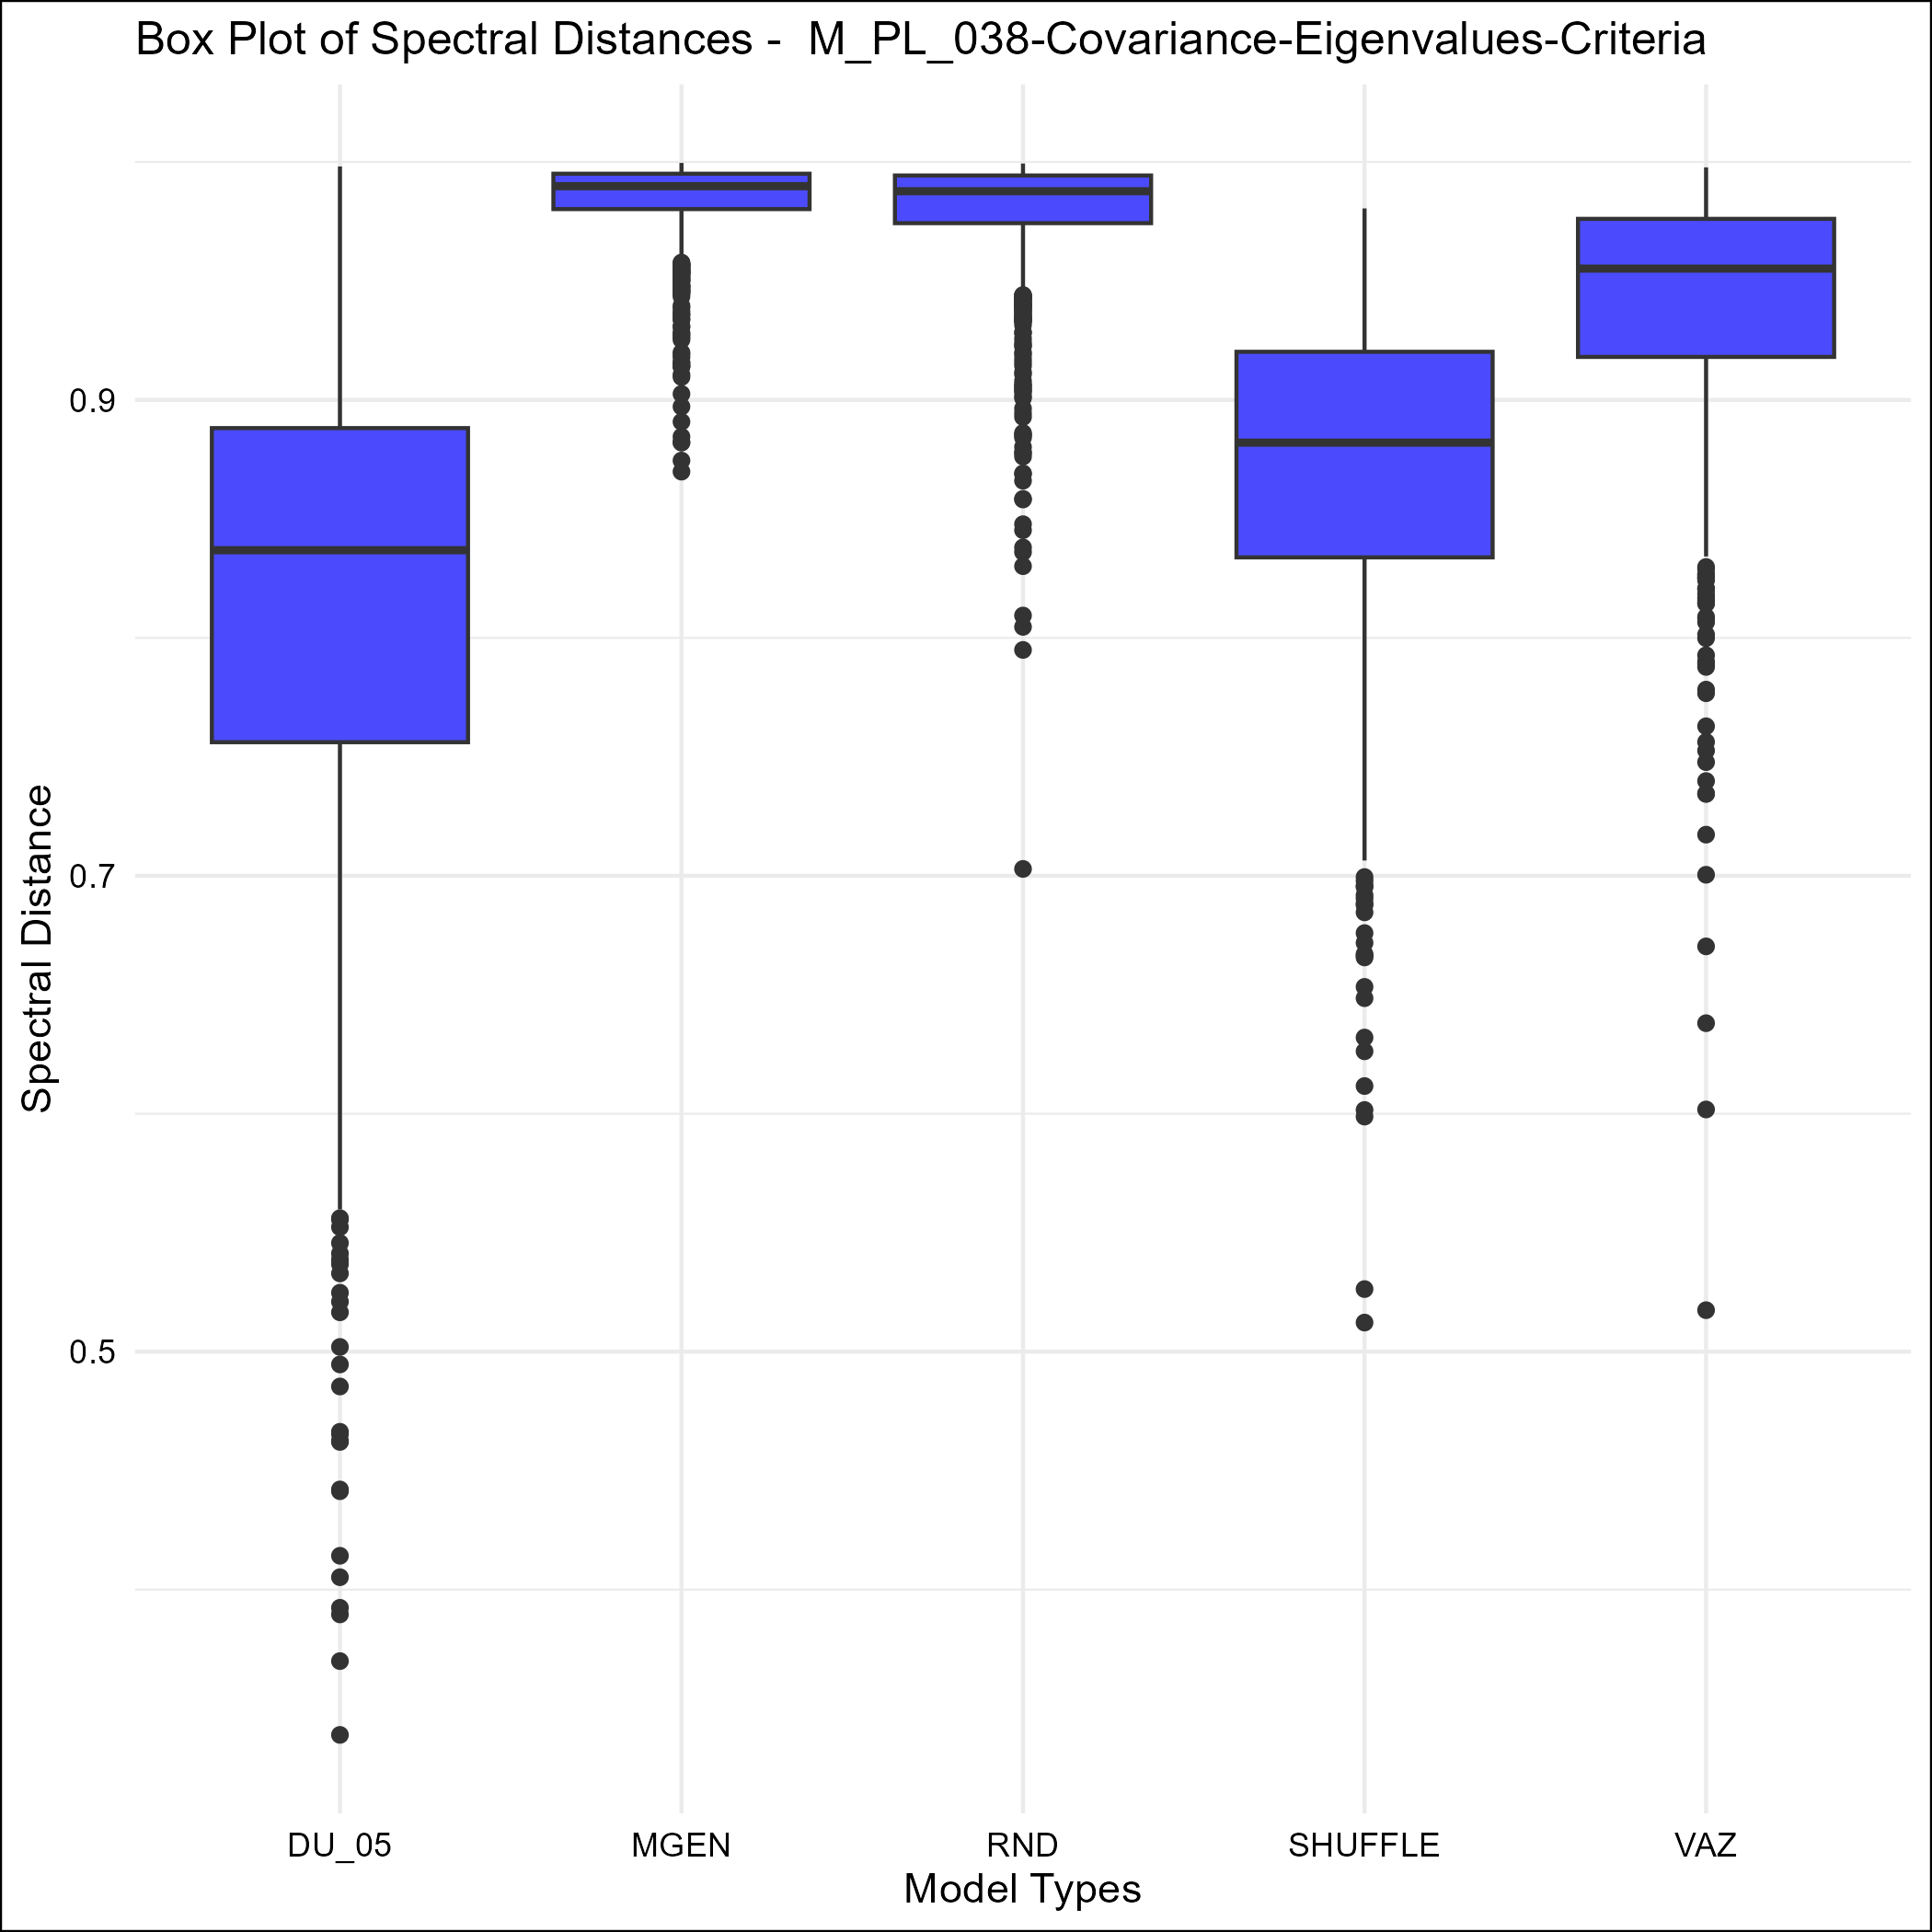 Box Plot of Spectral Distances -  M_PL_038-Covariance-Eigenvalues-Criteria
Spectral Distance
0.9
0.7
0.5
DU_05 MGEN RND SHUFFLE VAZ
Model Types